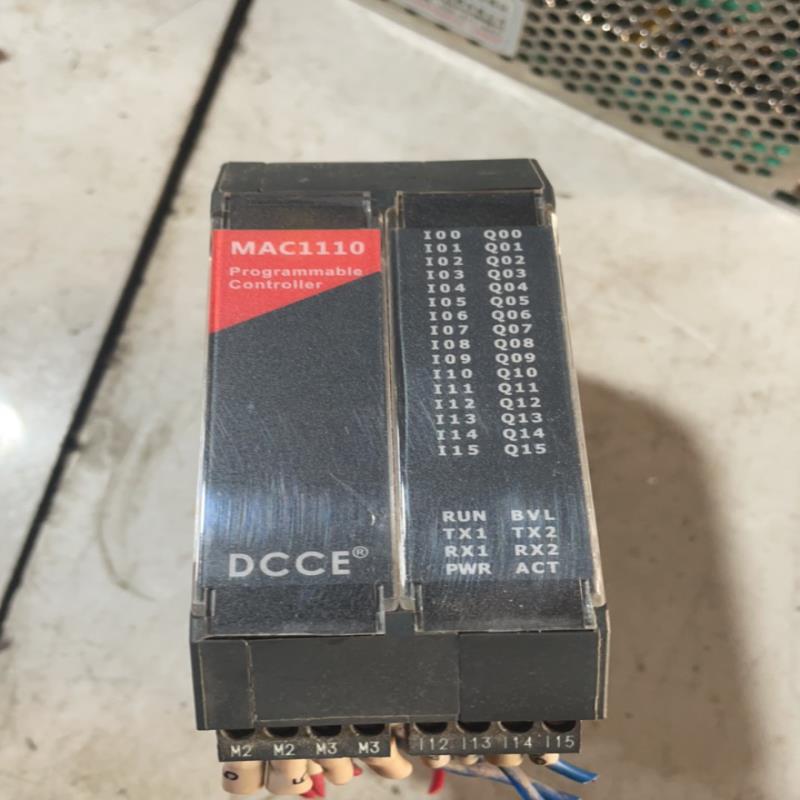 MAC1110
Programmable
Controller
DCCE®
I00 Q00
I01 Q01
I02 Q02
I03 Q03
I04 Q04
I05 Q05
I06 Q06
I07 Q07
I08 Q08
I09 Q09
I10 Q10
I11 Q11
I12 Q12
I13 Q13
I14 Q14
I15 Q15
RUN BVL
TX1 TX2
RX1 RX2
PWR ACT
M2 M2 M3 M3 I12 I13 I14 I15